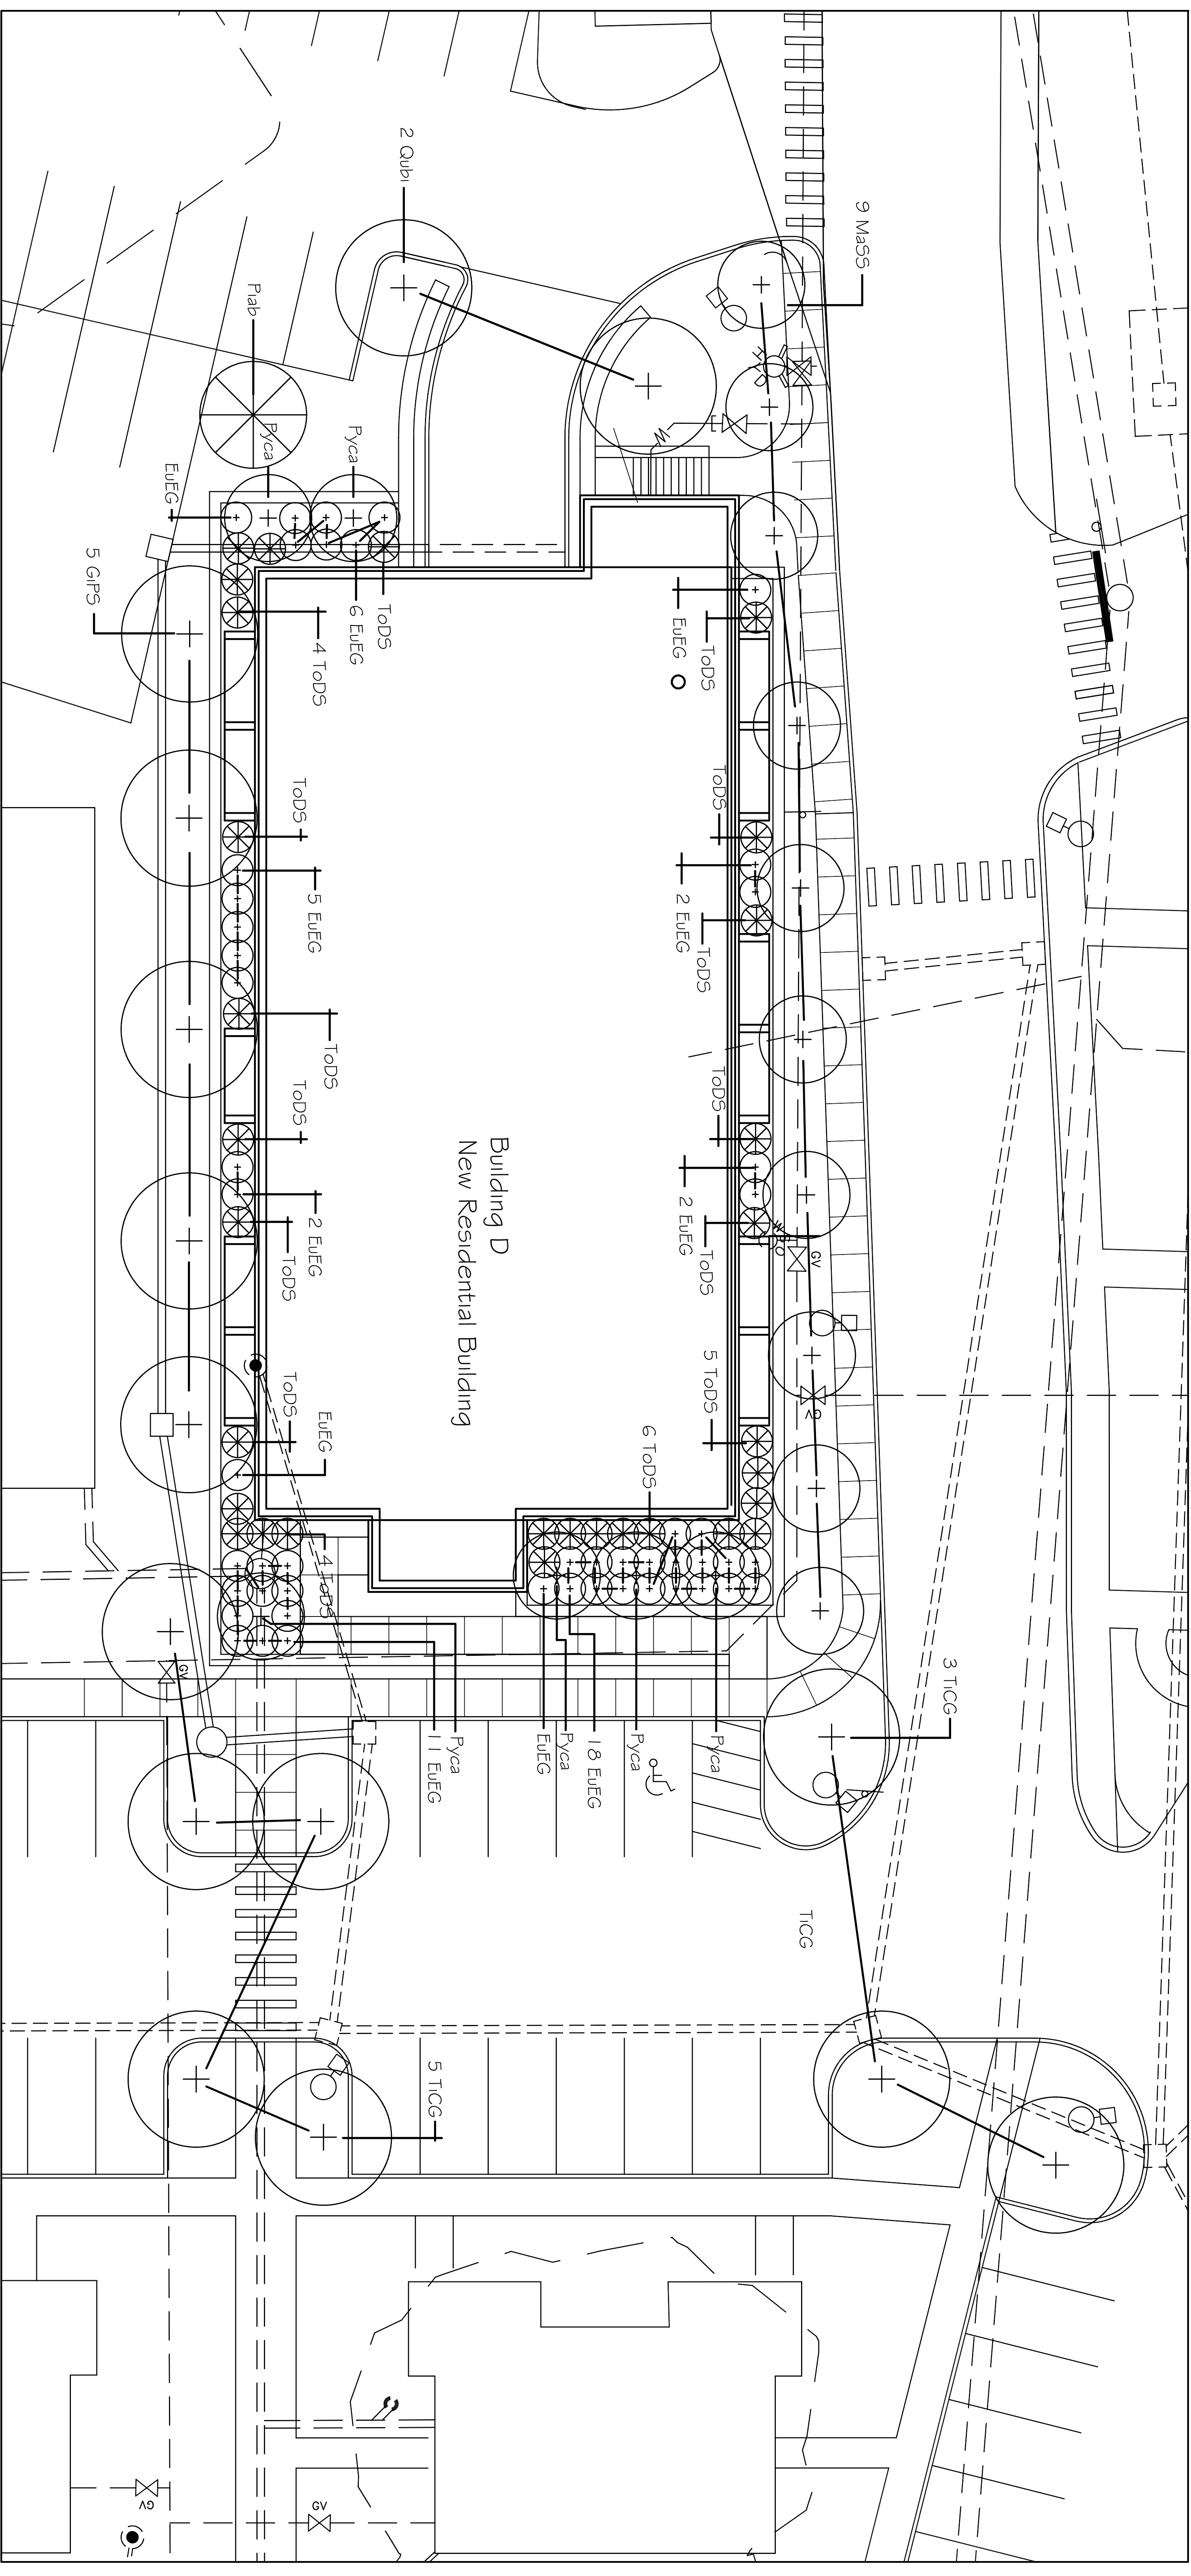 2 Qubi
9 MaSS
HYD
Piab
Pyca
Pyca
EuEG
5 GiPS
4 ToDS
6 EuEG
ToDS
EuEG
ToDS
ToDS
5 EuEG
ToDS
2 EuEG
ToDS
ToDS
ToDS
2 EuEG
ToDS
ToDS
2 EuEG
ToDS
GV
GV
Building D
New Residential Building
ToDS
EuEG
5 ToDS
6 ToDS
4 ToDS
GV
Pyca
11 EuEG
EuEG
Pyca
18 EuEG
Pyca
Pyca
3 TiCG
TiCG
5 TiCG
GV
GV